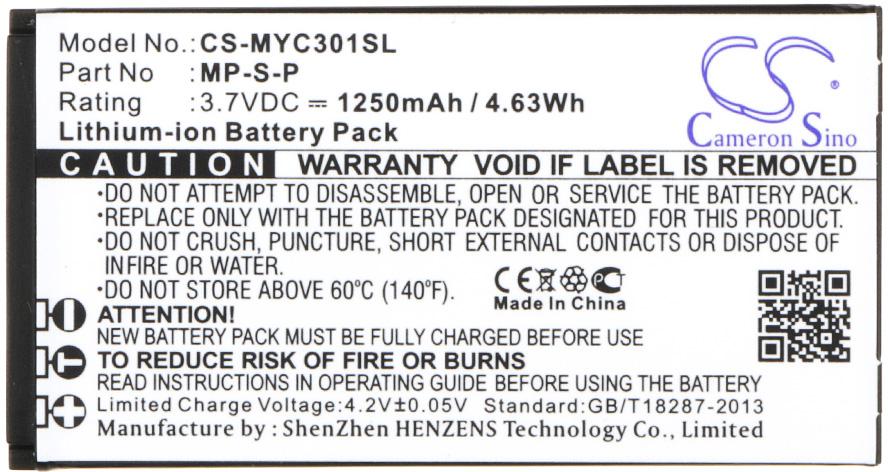 Model No.: CS-MYC301SL
Part No : MP-S-P
Rating : 3.7VDC ⎓ 1250mAh / 4.63Wh
Lithium-ion Battery Pack
CS®
Cameron Sino
CAUTION WARRANTY VOID IF LABEL IS REMOVED
•DO NOT ATTEMPT TO DISASSEMBLE, OPEN OR SERVICE THE BATTERY PACK.
•REPLACE ONLY WITH THE BATTERY PACK DESIGNATED FOR THIS PRODUCT.
•DO NOT CRUSH, PUNCTURE, SHORT EXTERNAL CONTACTS OR DISPOSE OF
INFIRE OR WATER.
•DO NOT STORE ABOVE 60°C (140°F).
CE
Made In China
ATTENTION!
NEW BATTERY PACK MUST BE FULLY CHARGED BEFORE USE
TO REDUCE RISK OF FIRE OR BURNS
READ INSTRUCTIONS IN OPERATING GUIDE BEFORE USING THE BATTERY
Limited Charge Voltage:4.2V±0.05V Standard:GB/T18287-2013
Manufacture by : ShenZhen HENZENS Technology Co., Limited